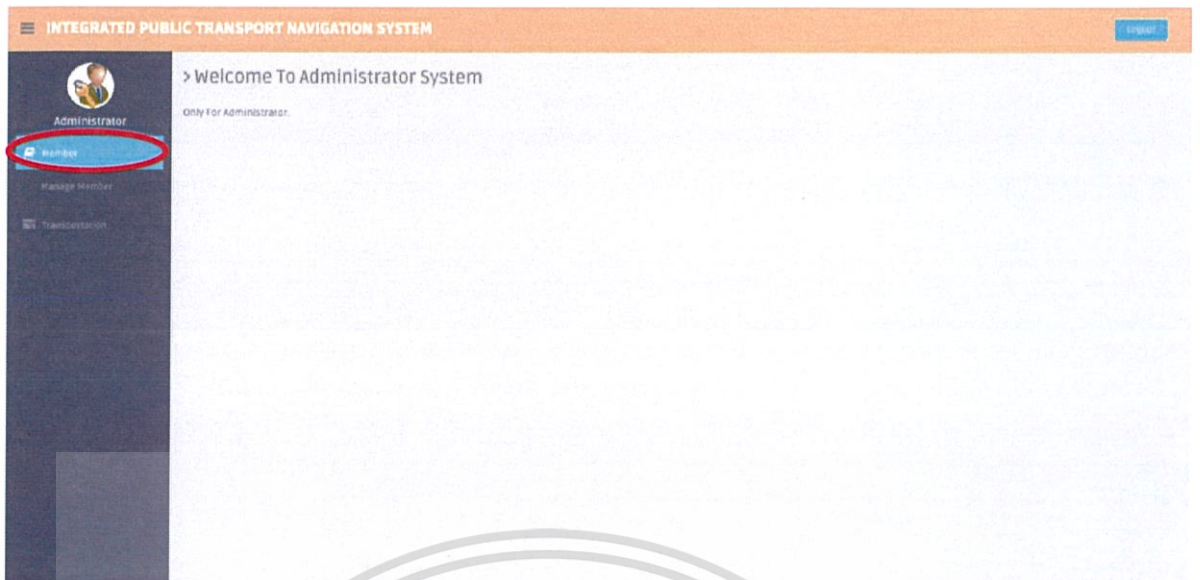 INTEGRATED PUBLIC TRANSPORT NAVIGATION SYSTEM
Logout
> Welcome To Administrator System
Only For Administrator.
Administrator
Member
Manage Member
Transportation